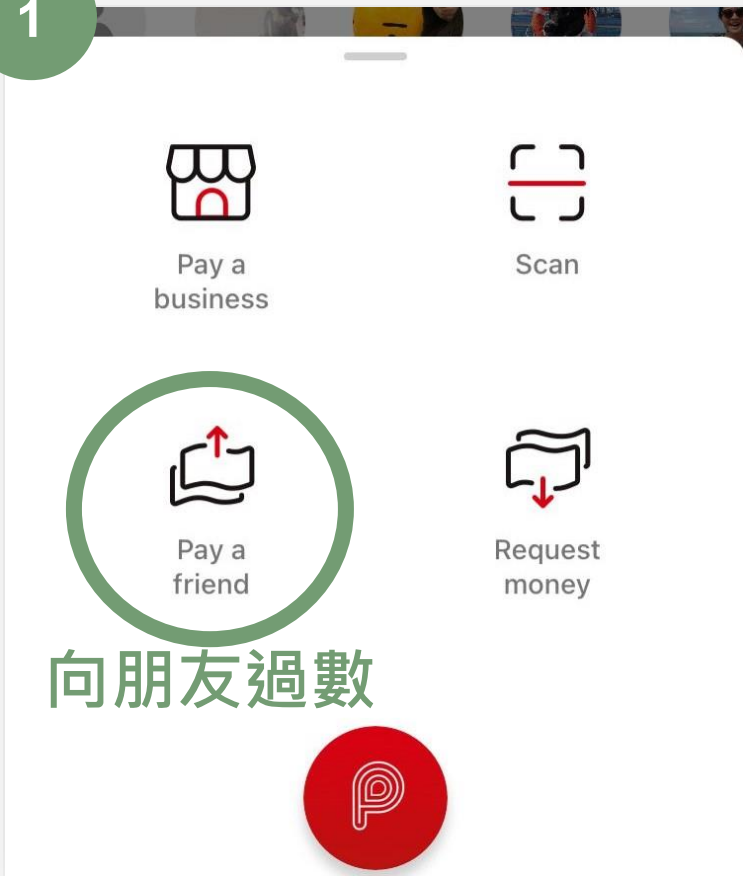 1
Pay a
business
Scan
Pay a
friend
Request
money
向朋友過數